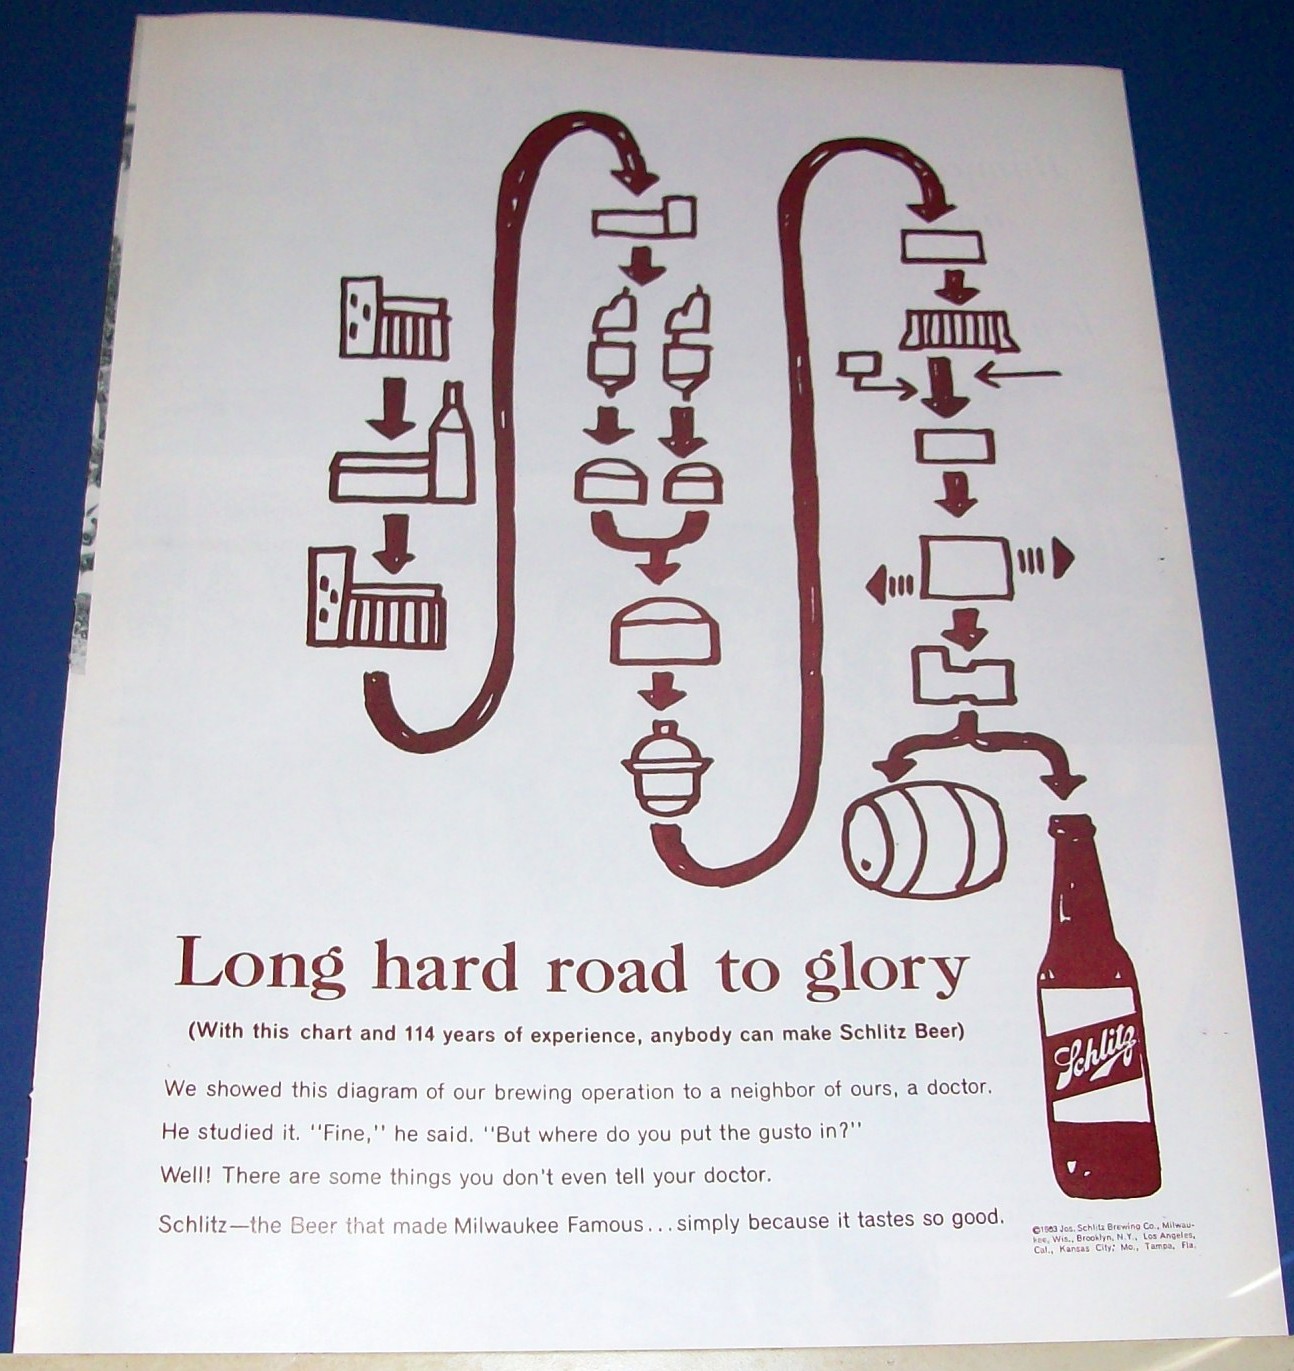 Long hard road to glory
(With this chart and 114 years of experience, anybody can make Schlitz Beer)
We showed this diagram of our brewing operation to a neighbor of ours, a doctor.
He studied it. "Fine," he said. "But where do you put the gusto in?"
Well! There are some things you don't even tell your doctor.
Schlitz—the Beer that made Milwaukee Famous...simply because it tastes so good.
Schlitz
©1963 Jos. Schlitz Brewing Co., Milwau-
kee, Wis., Brooklyn, N.Y., Los Angeles,
Cal., Kansas City, Mo., Tampa, Fla.